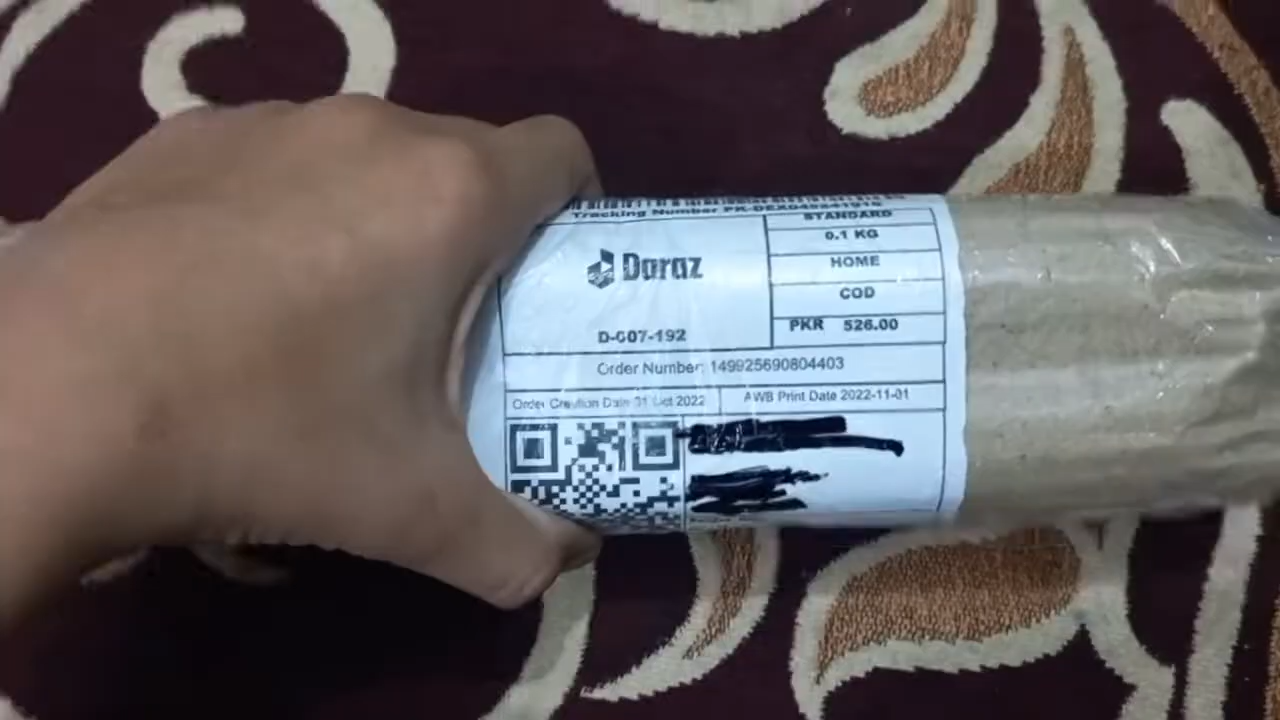 Tracking Number
STANDARD
0.1 KG
Daraz
HOME
COD
D-007-192
PKR 526.00
Order Number: 149925690804403
Order Creation Date 31 Oct 2022
AWB Print Date 2022-11-01